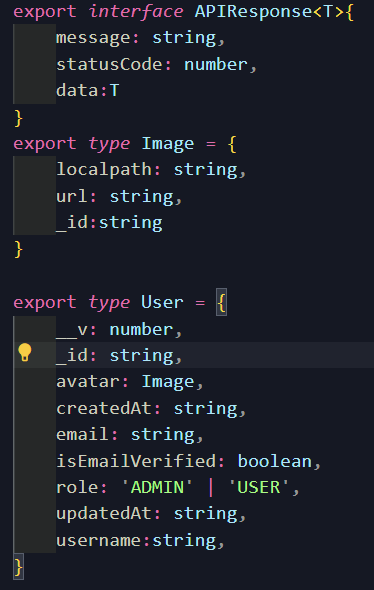 export interface APIResponse<T>{
    message: string,
    statusCode: number,
    data:T
}
export type Image = {
    localpath: string,
    url: string,
    _id:string
}

export type User = {
    __v: number,
    _id: string,
    avatar: Image,
    createdAt: string,
    email: string,
    isEmailVerified: boolean,
    role: 'ADMIN' | 'USER',
    updatedAt: string,
    username:string,
}